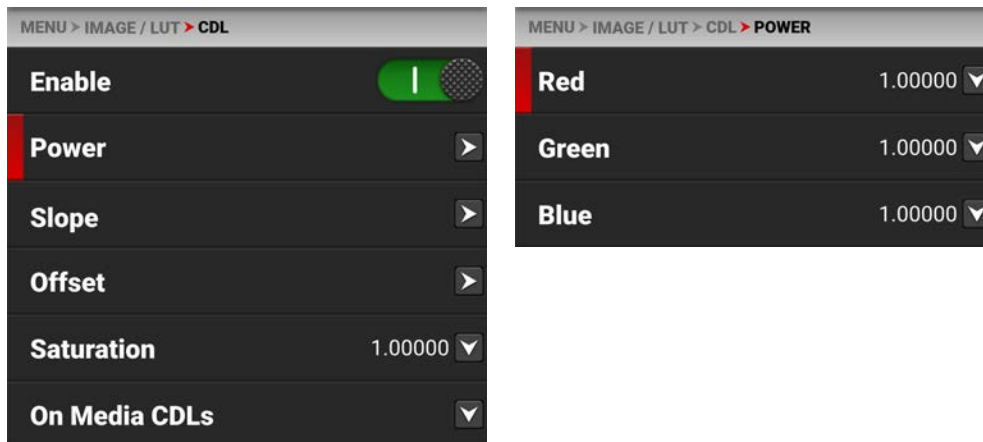 MENU > IMAGE / LUT > CDL
Enable
Power
Slope
Offset
Saturation 1.00000
On Media CDLs
MENU > IMAGE / LUT > CDL > POWER
Red 1.00000
Green 1.00000
Blue 1.00000